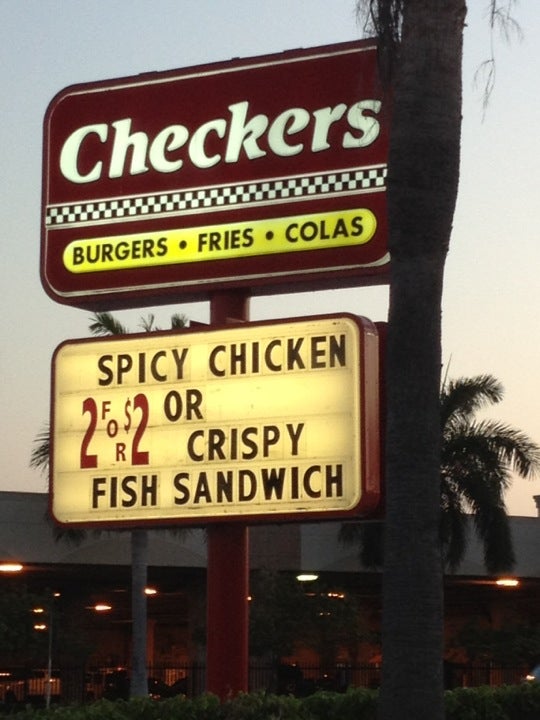 Checkers
BURGERS • FRIES • COLAS
SPICY CHICKEN
2 FOR $2 OR
CRISPY
FISH SANDWICH